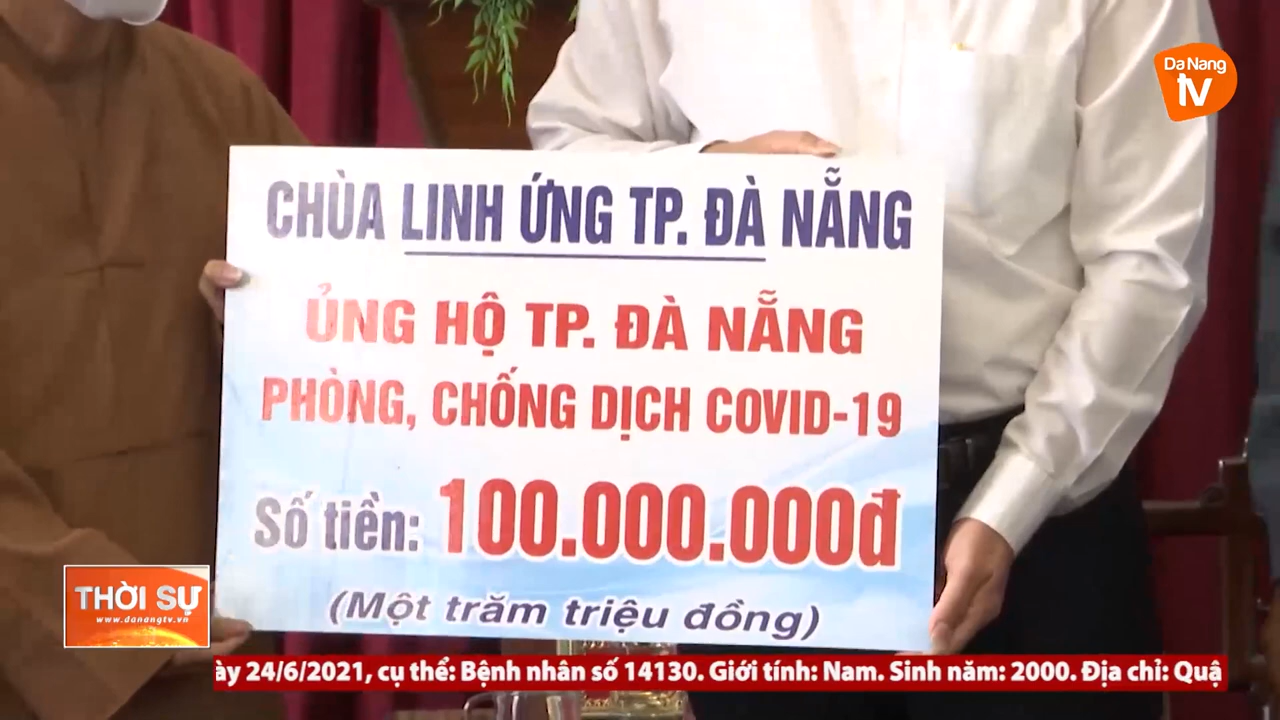 Da Nang
tv
CHÙA LINH ỨNG TP. ĐÀ NẴNG
ỦNG HỘ TP. ĐÀ NẴNG
PHÒNG, CHỐNG DỊCH COVID-19
Số tiền: 100.000.000đ
(Một trăm triệu đồng)
THỜI SỰ
www.danangtv.vn
ày 24/6/2021, cụ thể: Bệnh nhân số 14130. Giới tính: Nam. Sinh năm: 2000. Địa chỉ: Quậ